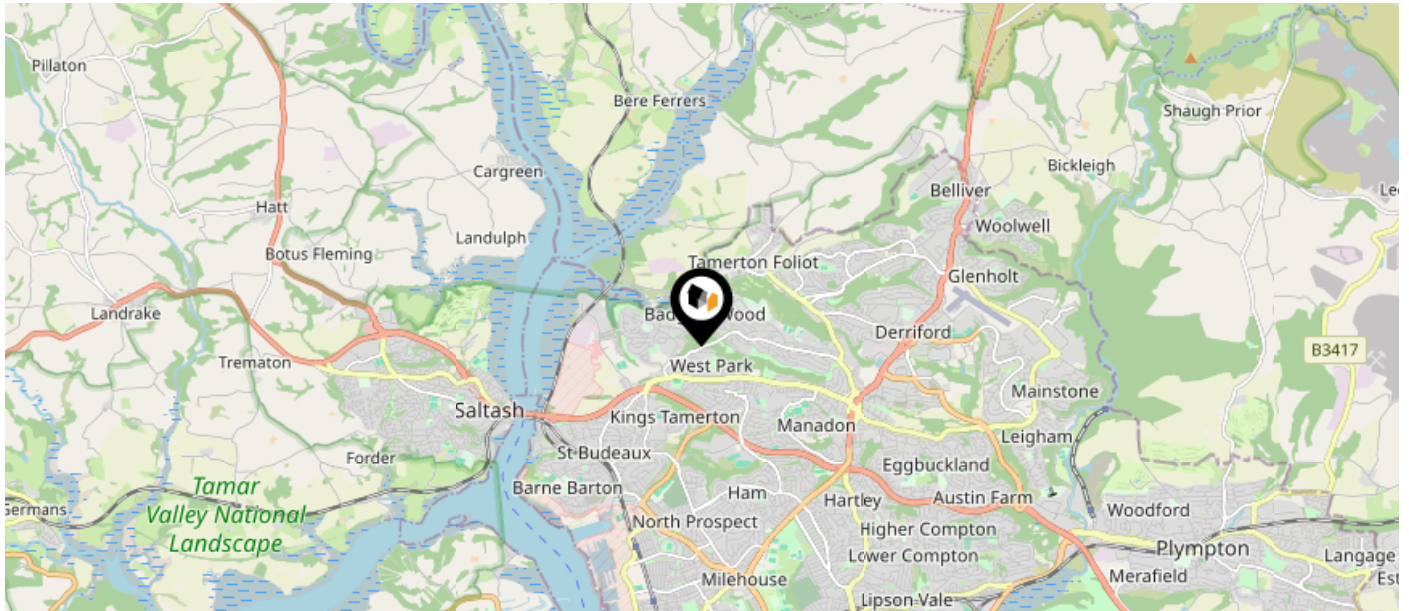 Pillaton
Bere Ferrers
Shaugh Prior
Bickleigh
Cargreen
Belliver
Hatt
Woolwell
Landulph
Botus Fleming
Tamerton Foliot
Glenholt
Landrake
Derriford
B3417
Trematon
West Park
Mainstone
Saltash
Kings Tamerton
Manadon
Leigham
St Budeaux
Forder
Eggbuckland
Tamar
Valley National
Landscape
Barne Barton
Ham
Hartley
Austin Farm
Germans
Woodford
North Prospect
Higher Compton
Plympton
Lower Compton
Langage
Milehouse
Merafield
Lipson Vale